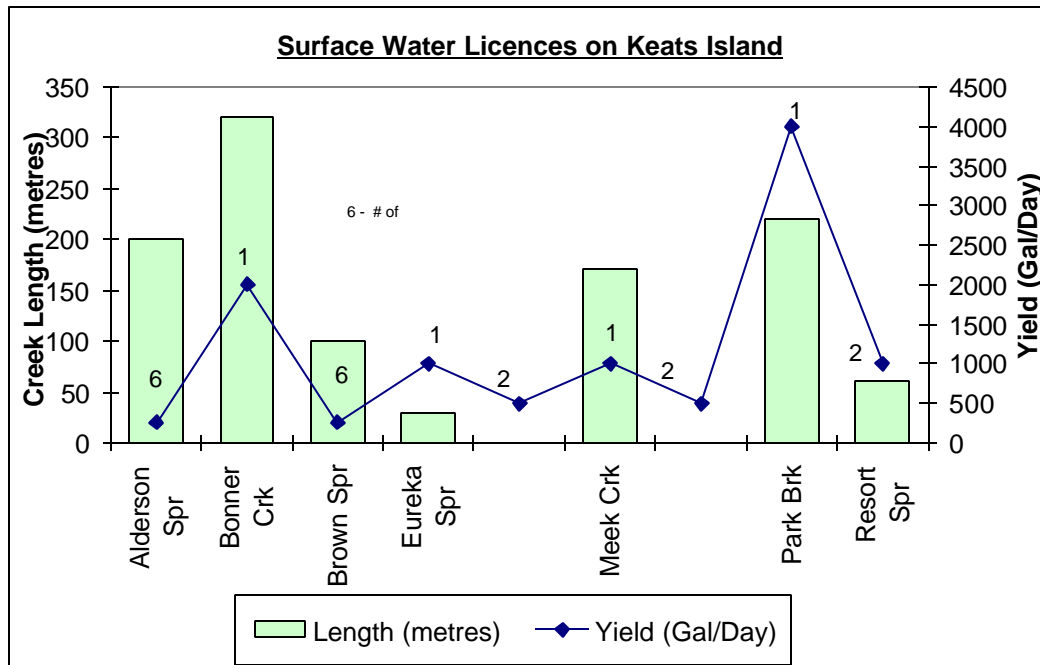 Surface Water Licences on Keats Island
Creek Length (metres)
350
300
250
200
150
100
50
0
4500
4000
3500
3000
2500
2000
1500
1000
500
0
Yield (Gal/Day)
6 - # of
6
1
6
1
2
1
2
1
2
Alderson
Spr
Bonner
Crk
Brown Spr
Eureka
Spr
Meek Crk
Park Brk
Resort
Spr
Length (metres)
Yield (Gal/Day)